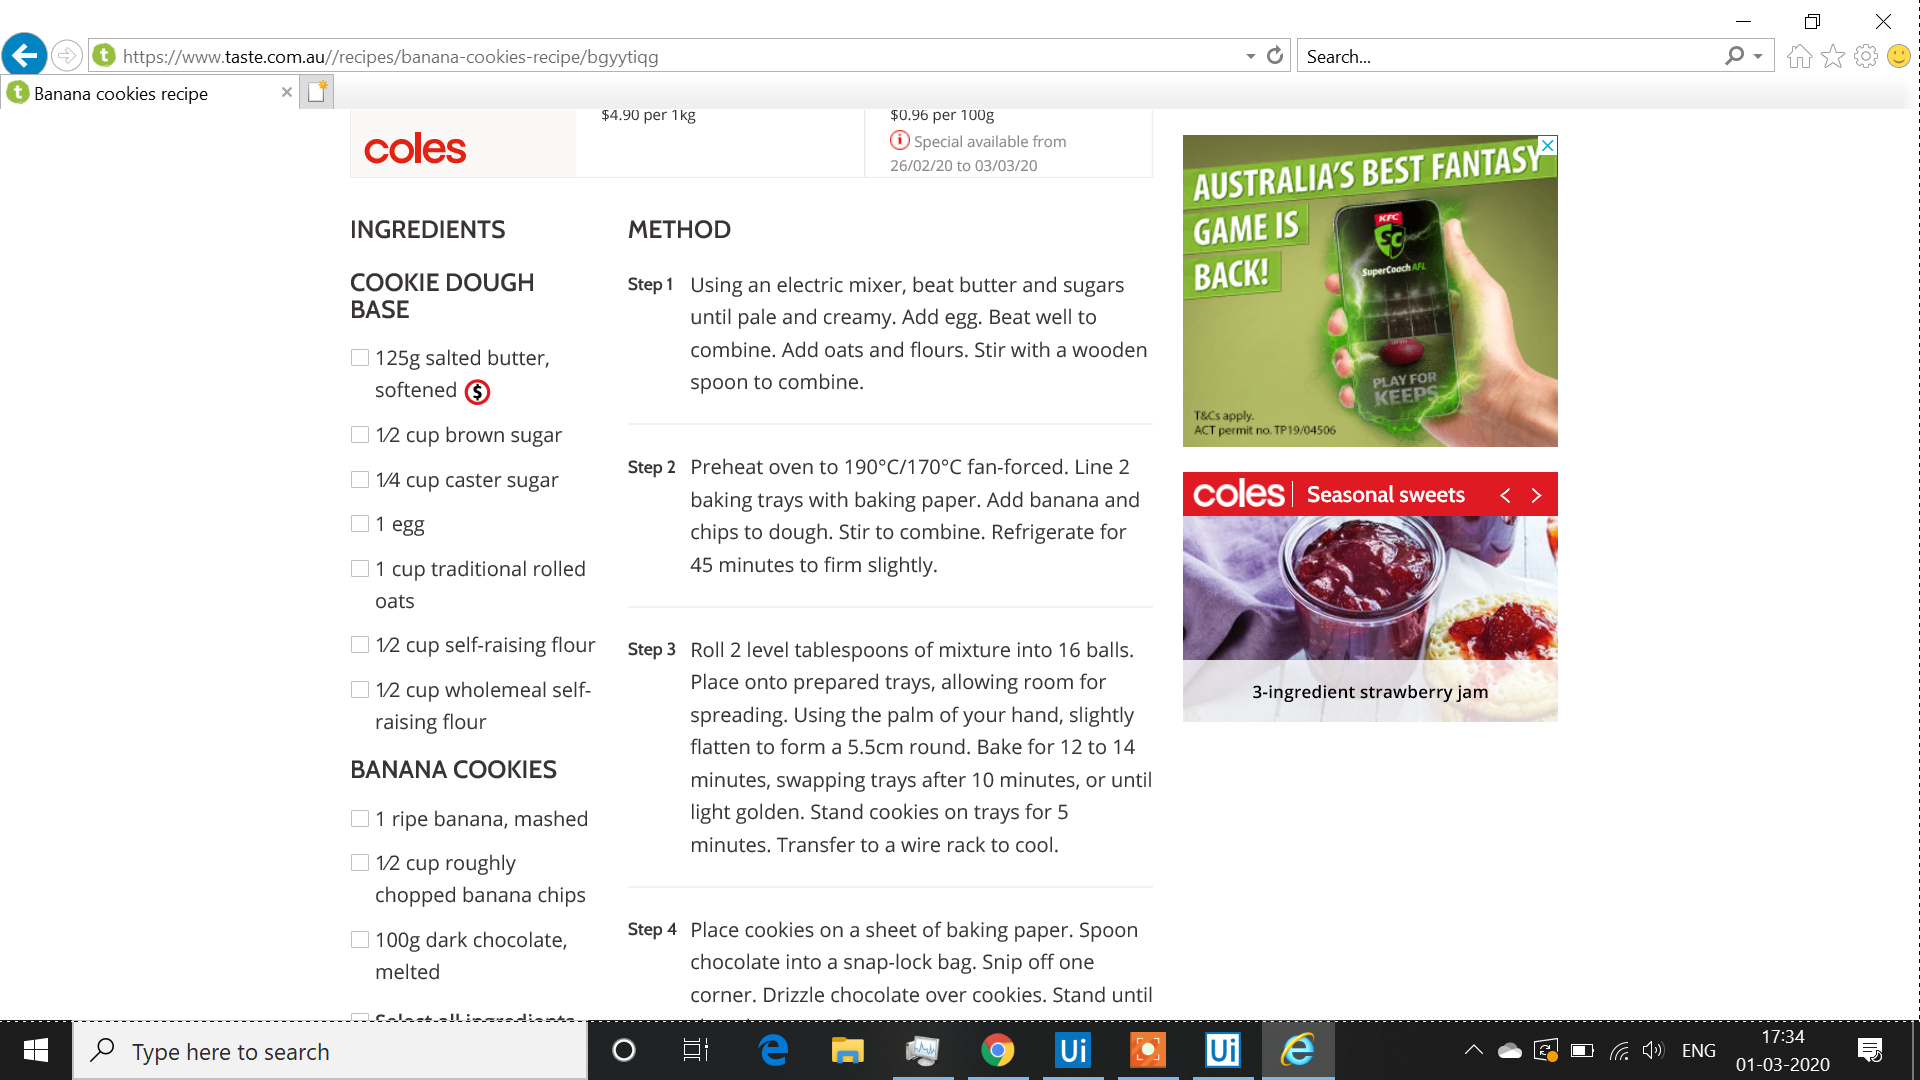 https://www.taste.com.au//recipes/banana-cookies-recipe/bgyytiqg
Search...
Banana cookies recipe
coles
$4.90 per 1kg
$0.96 per 100g
Special available from
26/02/20 to 03/03/20
INGREDIENTS
COOKIE DOUGH
BASE
125g salted butter,
softened
1/2 cup brown sugar
1/4 cup caster sugar
1 egg
1 cup traditional rolled
oats
1/2 cup self-raising flour
1/2 cup wholemeal self-
raising flour
BANANA COOKIES
1 ripe banana, mashed
1/2 cup roughly
chopped banana chips
100g dark chocolate,
melted
Select all ingredients
METHOD
Step 1 Using an electric mixer, beat butter and sugars
until pale and creamy. Add egg. Beat well to
combine. Add oats and flours. Stir with a wooden
spoon to combine.
Step 2 Preheat oven to 190°C/170°C fan-forced. Line 2
baking trays with baking paper. Add banana and
chips to dough. Stir to combine. Refrigerate for
45 minutes to firm slightly.
Step 3 Roll 2 level tablespoons of mixture into 16 balls.
Place onto prepared trays, allowing room for
spreading. Using the palm of your hand, slightly
flatten to form a 5.5cm round. Bake for 12 to 14
minutes, swapping trays after 10 minutes, or until
light golden. Stand cookies on trays for 5
minutes. Transfer to a wire rack to cool.
Step 4 Place cookies on a sheet of baking paper. Spoon
chocolate into a snap-lock bag. Snip off one
corner. Drizzle chocolate over cookies. Stand until
AUSTRALIA'S BEST FANTASY
GAME IS
BACK!
KFC
SC
SuperCoach AFL
PLAY FOR
KEEPS
T&Cs apply.
ACT permit no. TP19/04506
coles Seasonal sweets
3-ingredient strawberry jam
Type here to search
Ui
Ui
ENG
17:34
01-03-2020